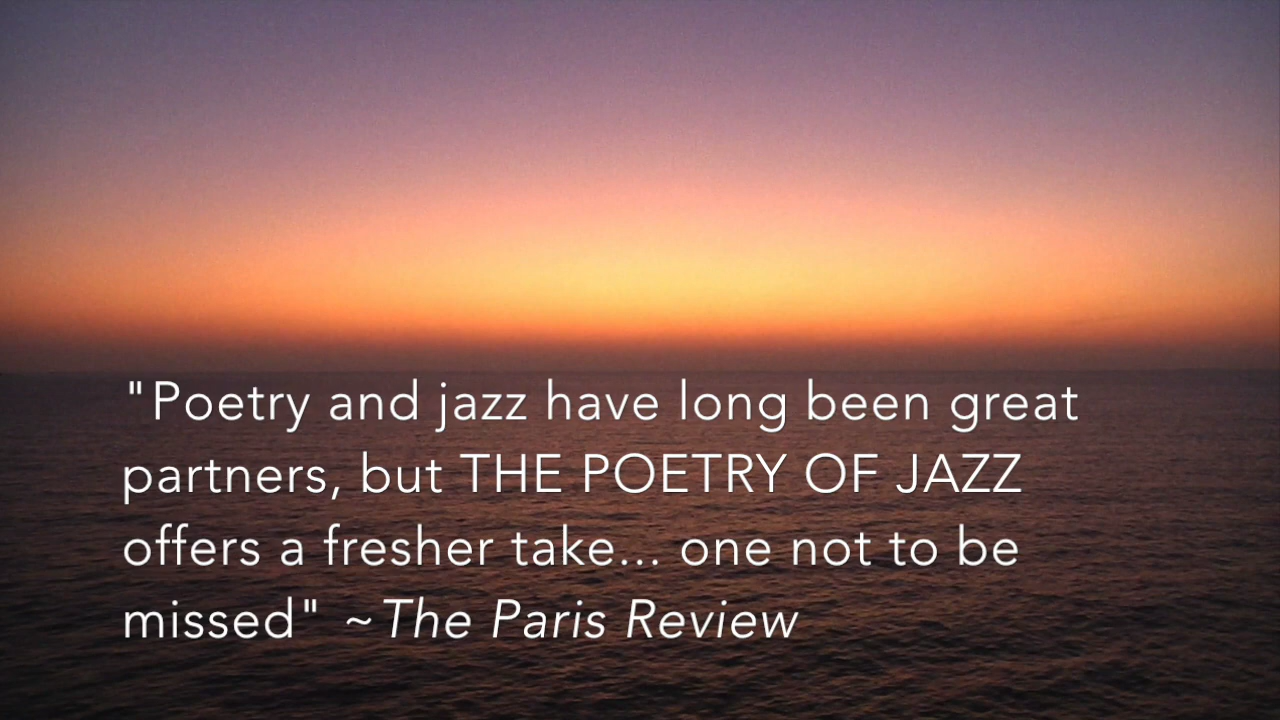 "Poetry and jazz have long been great
partners, but THE POETRY OF JAZZ
offers a fresher take... one not to be
missed" ~The Paris Review